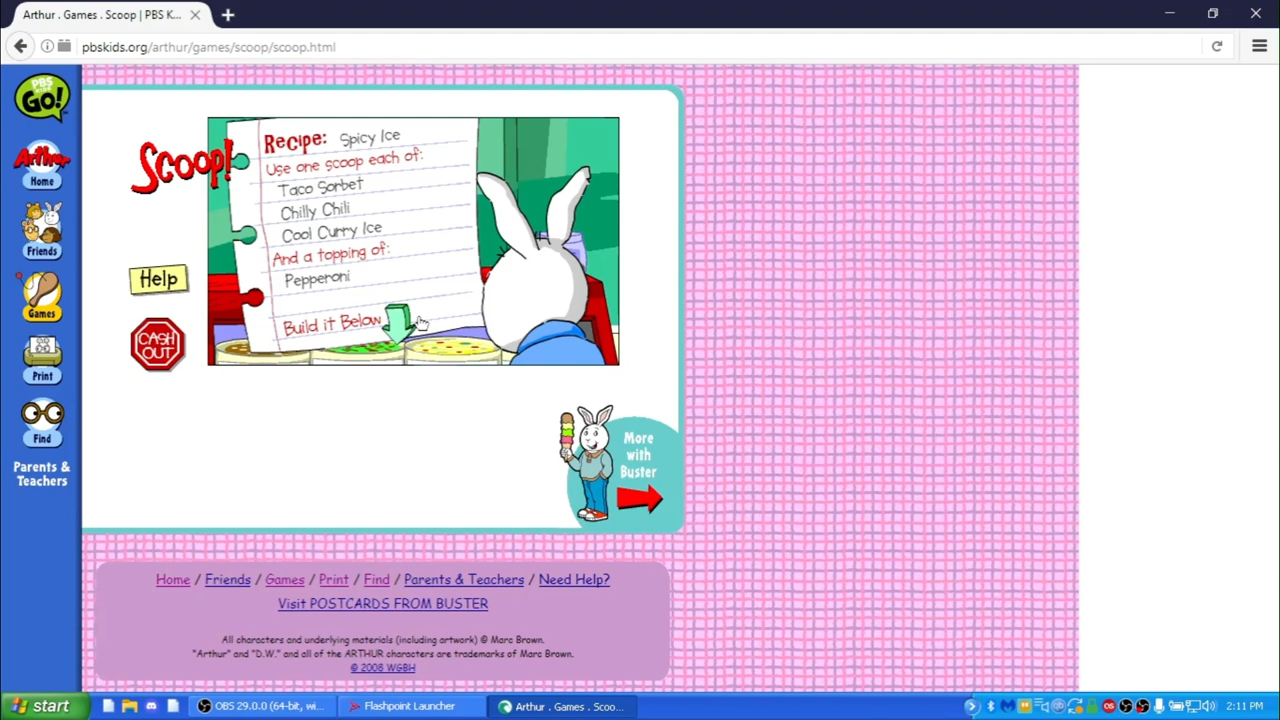 Arthur . Games . Scoop | PBS K...
pbskids.org/arthur/games/scoop/scoop.html
PBS KIDS GO!
Arthur
Home
Friends
Games
Print
Find
Parents &
Teachers
Scoop!
Help
CASH
OUT
Recipe: Spicy Ice
Use one scoop each of:
Taco Sorbet
Chilly Chili
Cool Curry Ice
And a topping of:
Pepperoni
Build it Below
More
with
Buster
Home / Friends / Games / Print / Find / Parents & Teachers / Need Help?
Visit POSTCARDS FROM BUSTER
All characters and underlying materials (including artwork) © Marc Brown.
"Arthur" and "D.W." and all of the ARTHUR characters are trademarks of Marc Brown.
© 2008 WGBH
start
OBS 29.0.0 (64-bit, wi...
Flashpoint Launcher
Arthur . Games . Scoo...
2:11 PM